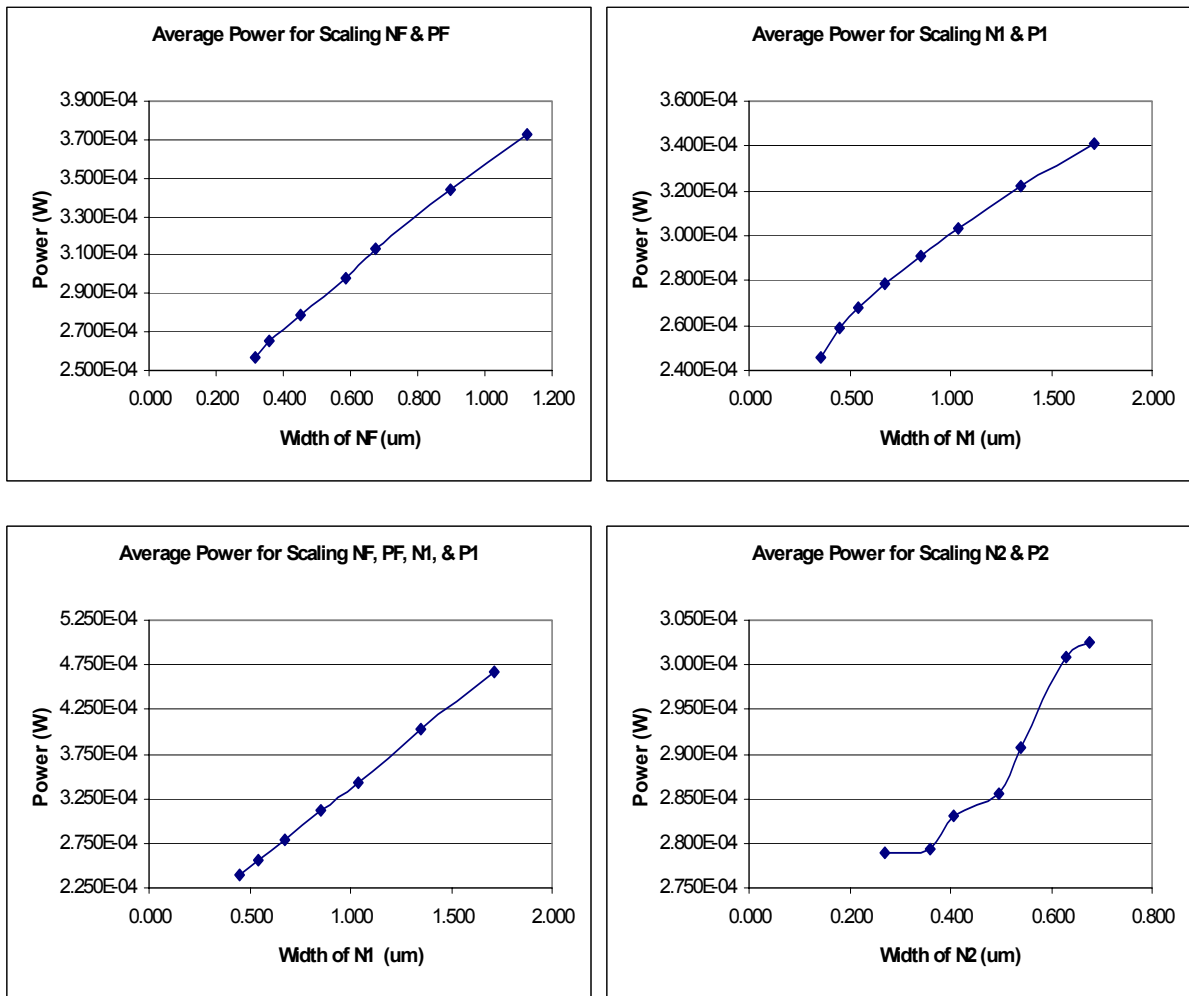 Average Power for Scaling NF & PF
3.900E-04
3.700E-04
3.500E-04
3.300E-04
3.100E-04
2.900E-04
2.700E-04
2.500E-04
Power (W)
0.000 0.200 0.400 0.600 0.800 1.000 1.200
Width of NF (um)
Average Power for Scaling N1 & P1
3.600E-04
3.400E-04
3.200E-04
3.000E-04
2.800E-04
2.600E-04
2.400E-04
Power (W)
0.000 0.500 1.000 1.500 2.000
Width of N1 (um)
Average Power for Scaling NF, PF, N1, & P1
5.250E-04
4.750E-04
4.250E-04
3.750E-04
3.250E-04
2.750E-04
2.250E-04
Power (W)
0.000 0.500 1.000 1.500 2.000
Width of N1 (um)
Average Power for Scaling N2 & P2
3.050E-04
3.000E-04
2.950E-04
2.900E-04
2.850E-04
2.800E-04
2.750E-04
Power (W)
0.000 0.200 0.400 0.600 0.800
Width of N2 (um)